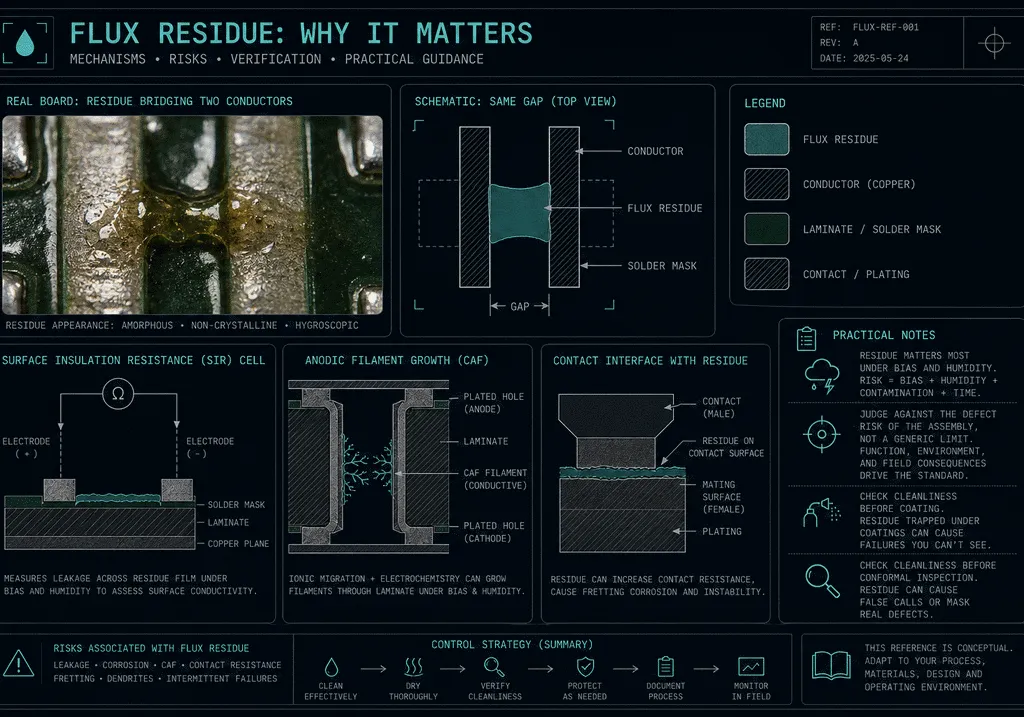 FLUX RESIDUE: WHY IT MATTERS
MECHANISMS • RISKS • VERIFICATION • PRACTICAL GUIDANCE
REF: FLUX-REF-001
REV: A
DATE: 2025-05-24
REAL BOARD: RESIDUE BRIDGING TWO CONDUCTORS
RESIDUE APPEARANCE: AMORPHOUS • NON-CRYSTALLINE • HYGROSCOPIC
SCHEMATIC: SAME GAP (TOP VIEW)
CONDUCTOR
FLUX RESIDUE
SOLDER MASK
GAP
LEGEND
FLUX RESIDUE
CONDUCTOR (COPPER)
LAMINATE / SOLDER MASK
CONTACT / PLATING
SURFACE INSULATION RESISTANCE (SIR) CELL
Ω
ELECTRODE
(+)
ELECTRODE
(-)
SOLDER MASK
LAMINATE
COPPER PLANE
MEASURES LEAKAGE ACROSS RESIDUE FILM UNDER
BIAS AND HUMIDITY TO ASSESS SURFACE CONDUCTIVITY.
ANODIC FILAMENT GROWTH (CAF)
PLATED HOLE
(ANODE)
LAMINATE
CAF FILAMENT
(CONDUCTIVE)
PLATED HOLE
(CATHODE)
IONIC MIGRATION + ELECTROCHEMISTRY CAN GROW
FILAMENTS THROUGH LAMINATE UNDER BIAS & HUMIDITY.
CONTACT INTERFACE WITH RESIDUE
CONTACT
(MALE)
RESIDUE ON
CONTACT SURFACE
MATING
SURFACE
(FEMALE)
PLATING
RESIDUE CAN INCREASE CONTACT RESISTANCE,
CAUSE FRETTING CORROSION AND INSTABILITY.
PRACTICAL NOTES
RESIDUE MATTERS MOST
UNDER BIAS AND HUMIDITY.
RISK = BIAS + HUMIDITY +
CONTAMINATION + TIME.
JUDGE AGAINST THE DEFECT
RISK OF THE ASSEMBLY,
NOT A GENERIC LIMIT.
FUNCTION, ENVIRONMENT,
AND FIELD CONSEQUENCES
DRIVE THE STANDARD.
CHECK CLEANLINESS
BEFORE COATING.
RESIDUE TRAPPED UNDER
COATINGS CAN CAUSE
FAILURES YOU CAN'T SEE.
CHECK CLEANLINESS BEFORE
CONFORMAL INSPECTION.
RESIDUE CAN CAUSE
FALSE CALLS OR MASK
REAL DEFECTS.
RISKS ASSOCIATED WITH FLUX RESIDUE
LEAKAGE • CORROSION • CAF • CONTACT RESISTANCE
FRETTING • DENDRITES • INTERMITTENT FAILURES
CONTROL STRATEGY (SUMMARY)
CLEAN
EFFECTIVELY
DRY
THOROUGHLY
VERIFY
CLEANLINESS
PROTECT
AS NEEDED
DOCUMENT
PROCESS
MONITOR
IN FIELD
THIS REFERENCE IS CONCEPTUAL.
ADAPT TO YOUR PROCESS,
MATERIALS, DESIGN AND
OPERATING ENVIRONMENT.